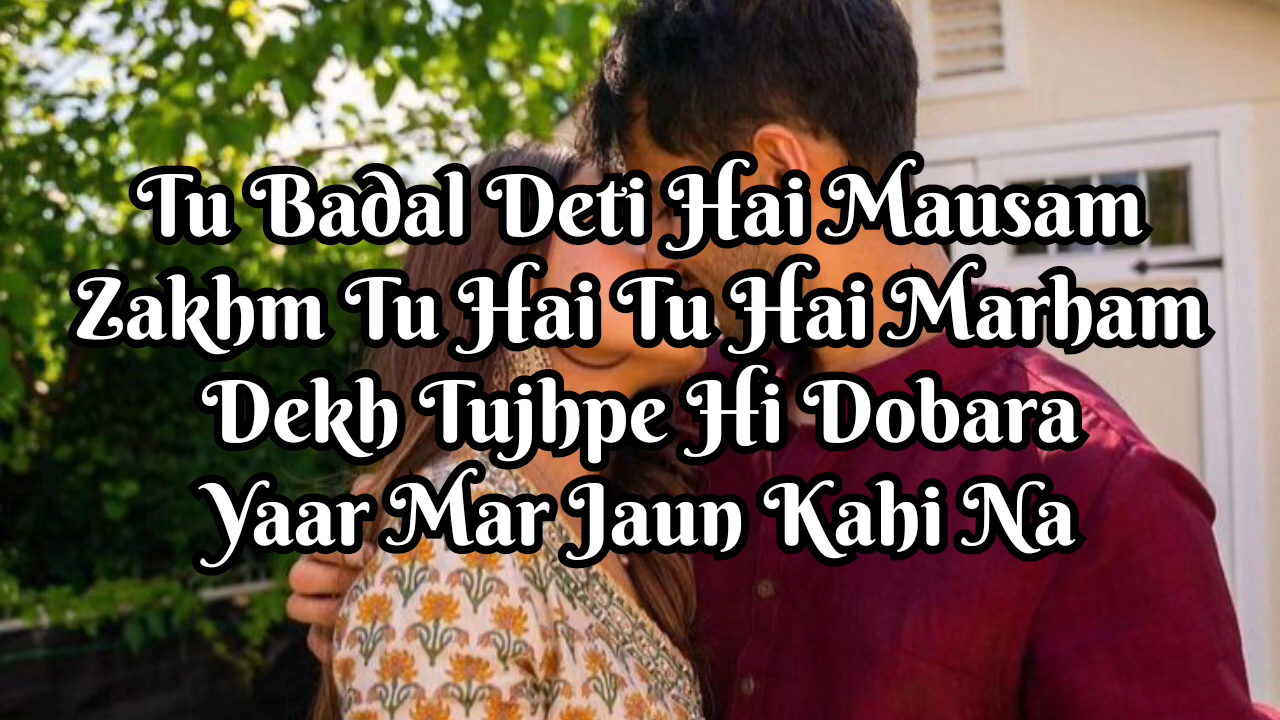 Tu Badal Deti Hai Mausam
Zakhm Tu Hai Tu Hai Marham
Dekh Tujhpe Hi Dobara
Yaar Mar Jaun Kahi Na